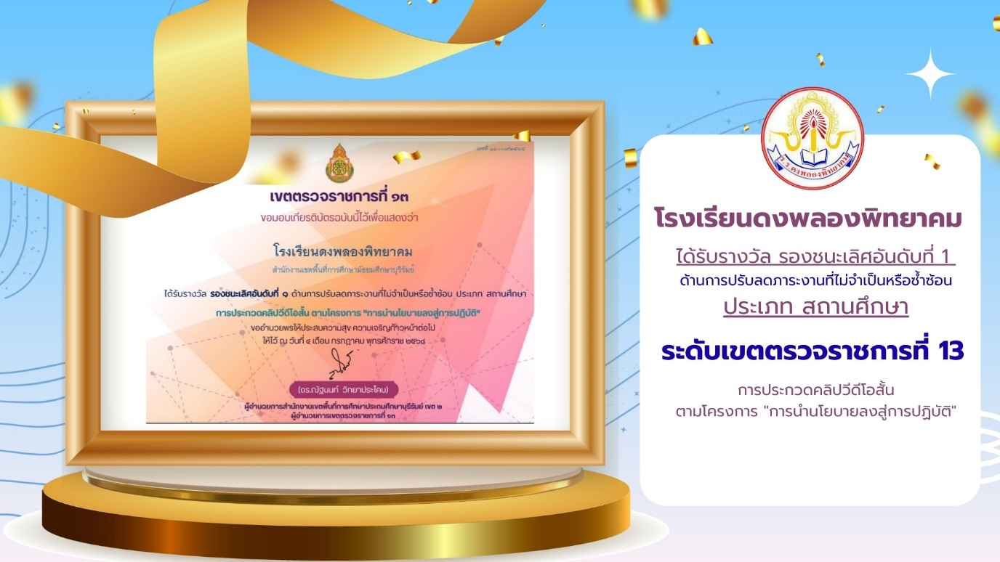 เขตตรวจราชการที่ ๑๓
ขอมอบเกียรติบัตรฉบับนี้ไว้เพื่อแสดงว่า
โรงเรียนดงพลองพิทยาคม
สำนักงานเขตพื้นที่การศึกษามัธยมศึกษาบุรีรัมย์
ได้รับรางวัล รองชนะเลิศอันดับที่ ๑ ด้านการปรับลดภาระงานที่ไม่จำเป็นหรือซ้ำซ้อน ประเภท สถานศึกษา
การประกวดคลิปวีดีโอสั้น ตามโครงการ "การนำนโยบายลงสู่การปฏิบัติ"
ขออำนวยพรให้ประสบความสุข ความเจริญก้าวหน้าต่อไป
ให้ไว้ ณ วันที่ ๔ เดือน กรกฎาคม พุทธศักราช ๒๕๖๘
(ดร.ณัฐนนท์ วิทยาประโคน)
ผู้อำนวยการสำนักงานเขตพื้นที่การศึกษาประถมศึกษาบุรีรัมย์ เขต ๒
ผู้อำนวยการเขตตรวจราชการที่ ๑๓
ร.ร.ดงพลองพิทยาคม
โรงเรียนดงพลองพิทยาคม
ได้รับรางวัล รองชนะเลิศอันดับที่ 1
ด้านการปรับลดภาระงานที่ไม่จำเป็นหรือซ้ำซ้อน
ประเภท สถานศึกษา
ระดับเขตตรวจราชการที่ 13
การประกวดคลิปวีดีโอสั้น
ตามโครงการ "การนำนโยบายลงสู่การปฏิบัติ"